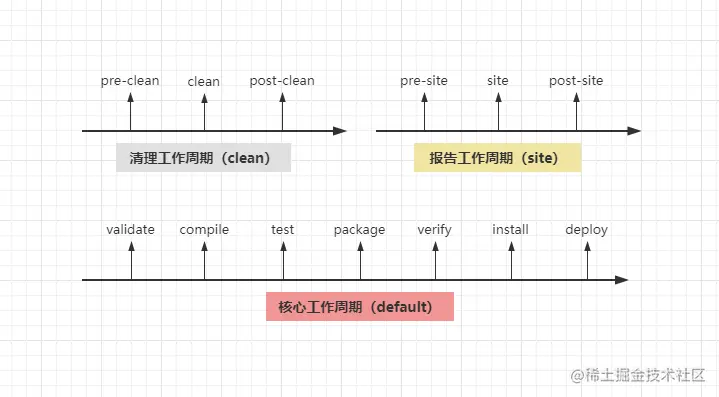 pre-clean clean post-clean
清理工作周期（clean）
pre-site site post-site
报告工作周期（site）
validate compile test package verify install deploy
核心工作周期（default）
@稀土掘金技术社区